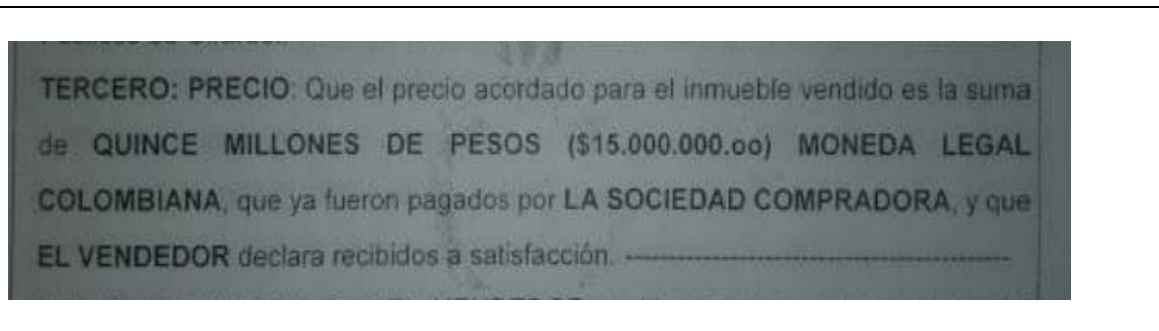 TERCERO: PRECIO: Que el precio acordado para el inmueble vendido es la suma
de QUINCE MILLONES DE PESOS ($15.000.000.oo) MONEDA LEGAL
COLOMBIANA, que ya fueron pagados por LA SOCIEDAD COMPRADORA, y que
EL VENDEDOR declara recibidos a satisfacción. ----------------------------------------